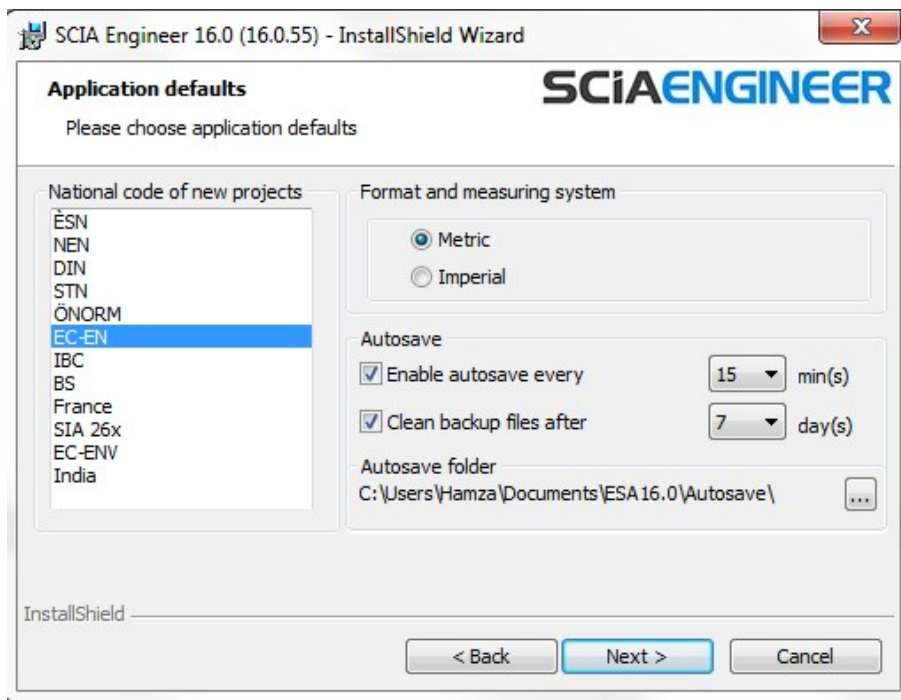 SCIA Engineer 16.0 (16.0.55) - InstallShield Wizard
Application defaults
SCiAENGINEER
Please choose application defaults
National code of new projects
ÈSN
NEN
DIN
STN
ÖNORM
EC-EN
IBC
BS
France
SIA 26x
EC-ENV
India
Format and measuring system
Metric
Imperial
Autosave
Enable autosave every 15 min(s)
Clean backup files after 7 day(s)
Autosave folder
C:\Users\Hamza\Documents\ESA16.0\Autosave\ ...
InstallShield
< Back Next > Cancel